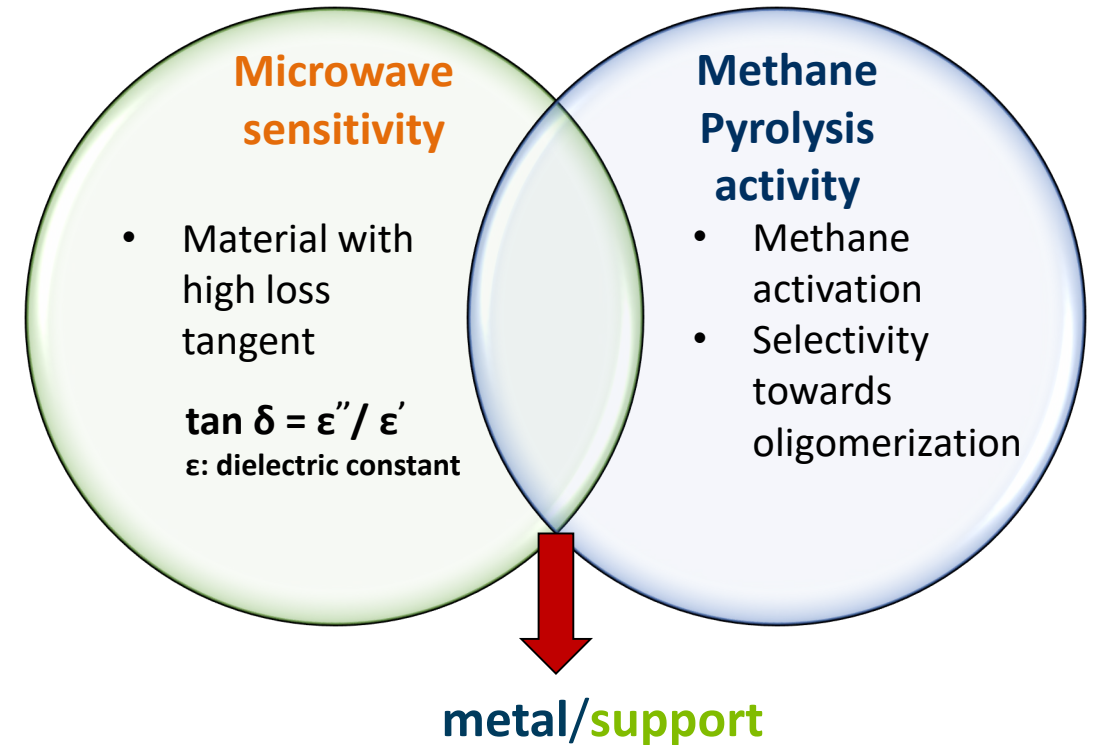 Microwave
sensitivity
• Material with
high loss
tangent
tan δ = ε″/ ε′
ε: dielectric constant
Methane
Pyrolysis
activity
• Methane
activation
• Selectivity
towards
oligomerization
metal/support